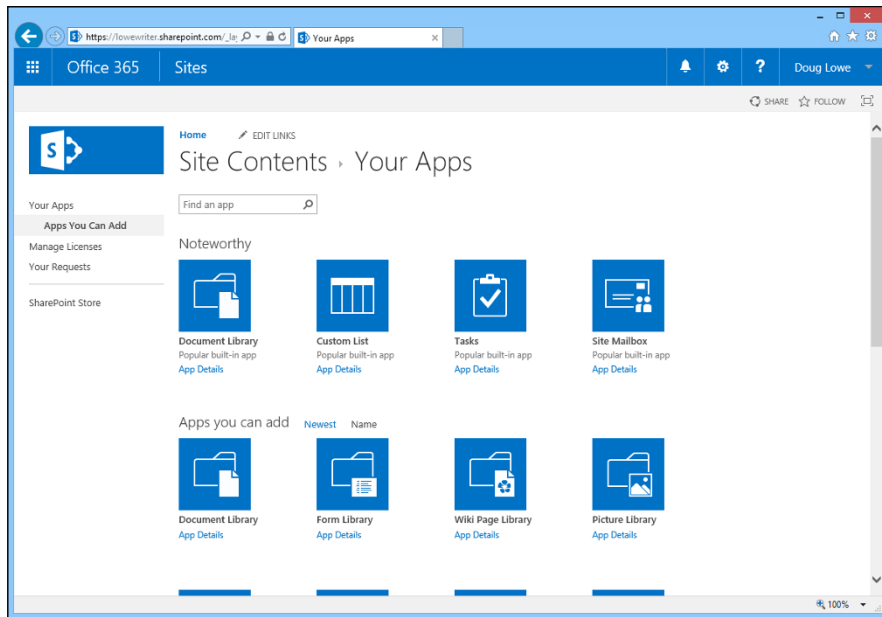 https://lowewriter.sharepoint.com/_la
Your Apps
Office 365
Sites
?
Doug Lowe
SHARE
FOLLOW
S
Home
EDIT LINKS
Site Contents › Your Apps
Your Apps
Apps You Can Add
Manage Licenses
Your Requests
SharePoint Store
Find an app
Noteworthy
Document Library
Custom List
Tasks
Site Mailbox
Popular built-in app
Popular built-in app
Popular built-in app
Popular built-in app
App Details
App Details
App Details
App Details
Apps you can add
Newest
Name
Document Library
Form Library
Wiki Page Library
Picture Library
App Details
App Details
App Details
App Details
100%